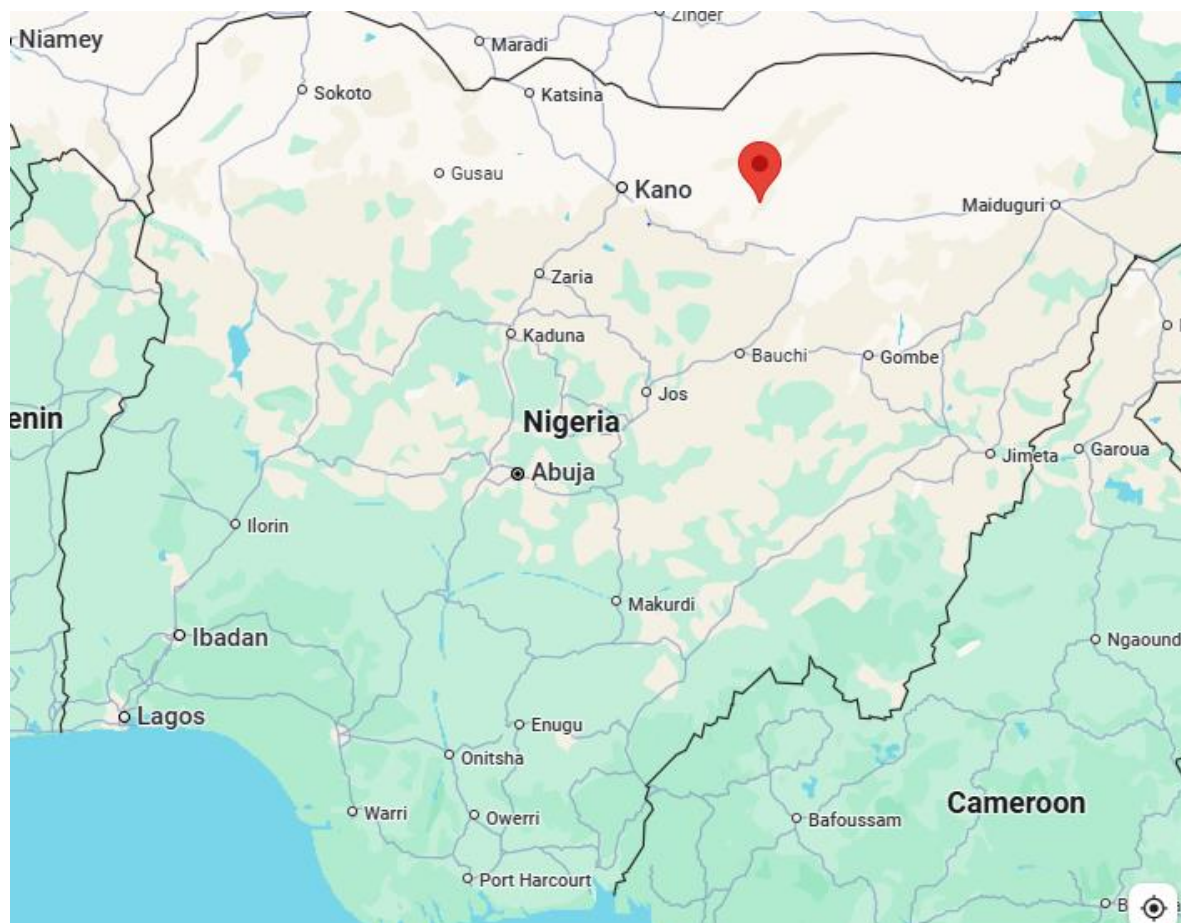 Zinder
Niamey
Maradi
Sokoto
Katsina
Gusau
Kano
Maiduguri
Zaria
Kaduna
Bauchi
Gombe
Jos
enin
Nigeria
Jimeta
Garoua
Abuja
Ilorin
Makurdi
Ibadan
Ngaound
Lagos
Enugu
Onitsha
Cameroon
Warri
Owerri
Bafoussam
Port Harcourt